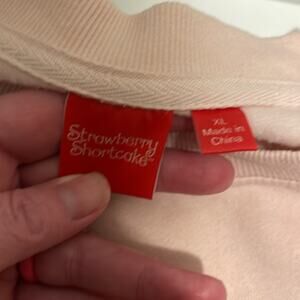 Strawberry
Shortcake
XL
Made in
China